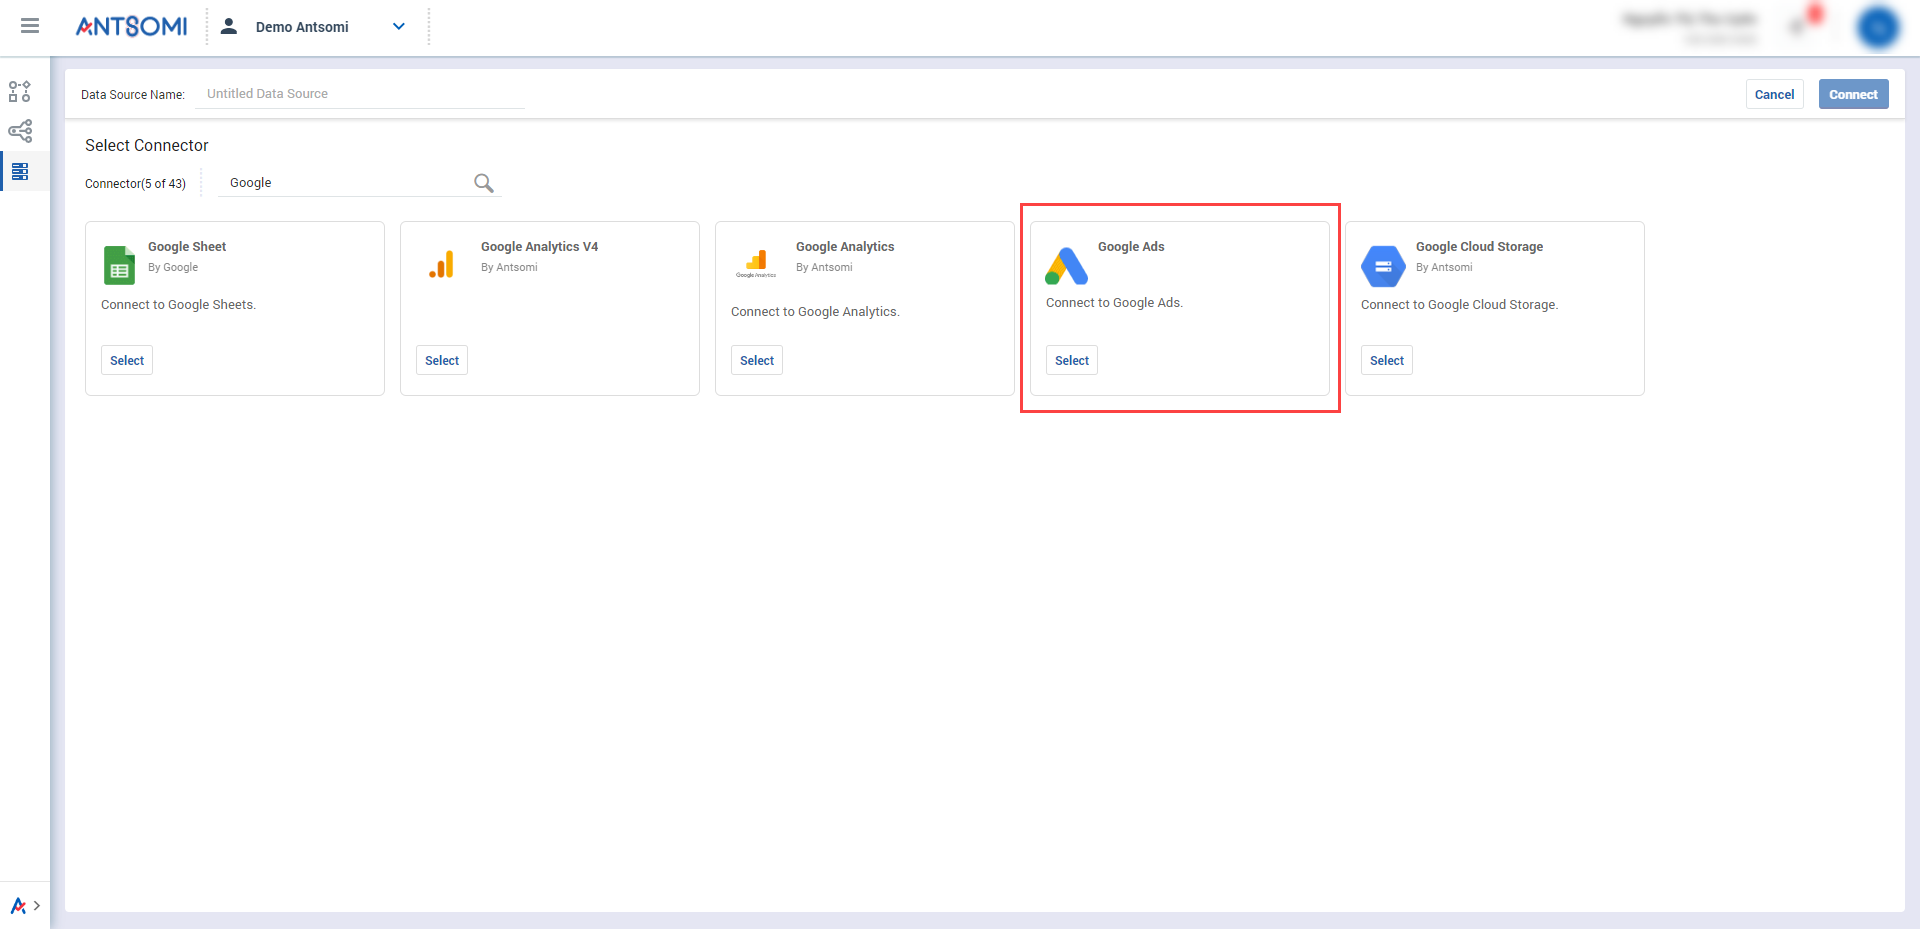 ANTSOMI
Demo Antsomi
Data Source Name:
Untitled Data Source
Cancel
Connect
Select Connector
Connector(5 of 43)
Google
Google Sheet
By Google
Connect to Google Sheets.
Select
Google Analytics V4
By Antsomi
Select
Google Analytics
Google Analytics
By Antsomi
Connect to Google Analytics.
Select
Google Ads
Connect to Google Ads.
Select
Google Cloud Storage
By Antsomi
Connect to Google Cloud Storage.
Select